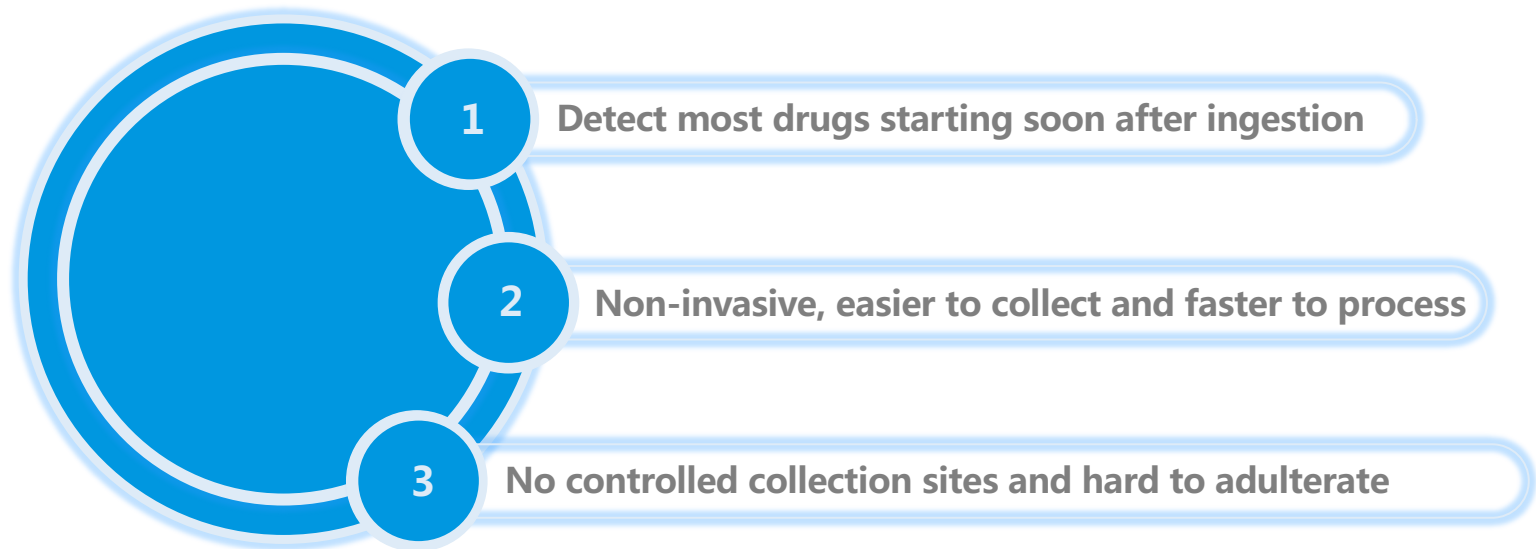 1 Detect most drugs starting soon after ingestion
2 Non-invasive, easier to collect and faster to process
3 No controlled collection sites and hard to adulterate